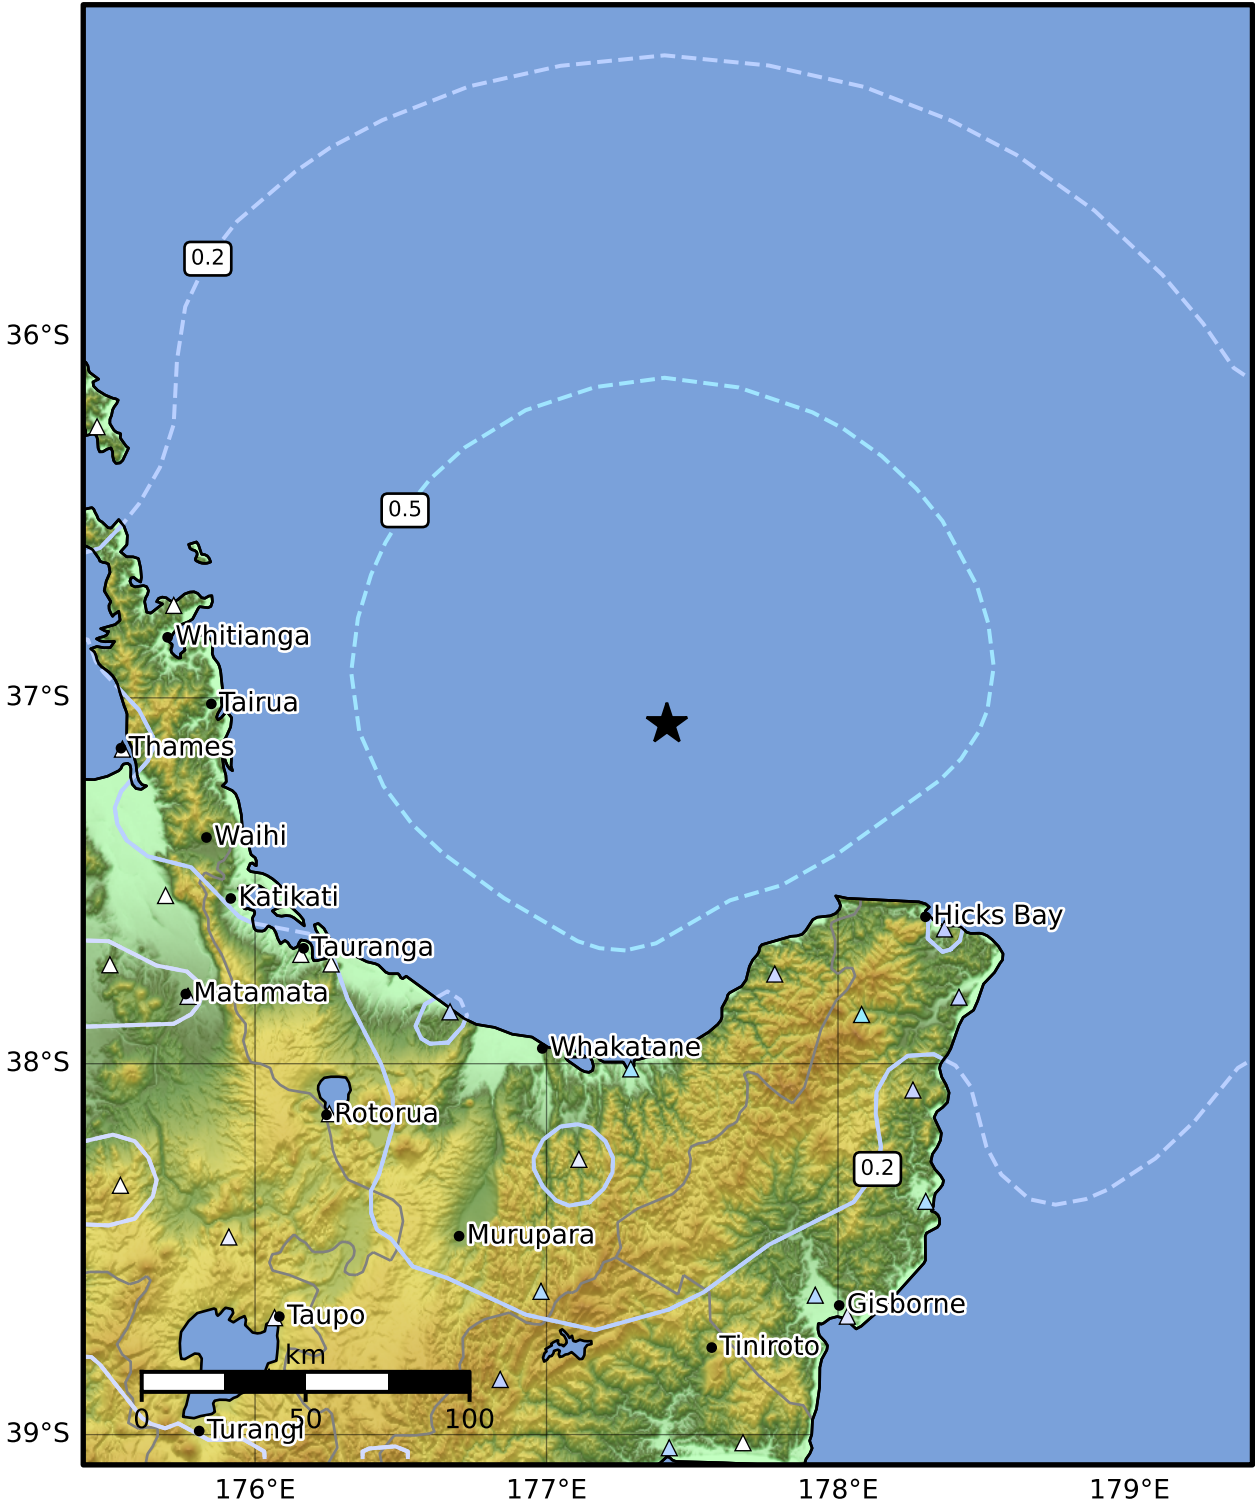 0.2
36°S
0.5
Whitianga
37°S
Tairua
Thames
Waihi
Katikati
Hicks Bay
Tauranga
Matamata
Whakatane
38°S
Rotorua
0.2
Murupara
Gisborne
Taupo
Tiniroto
km
0 50 100
Turangi
39°S
176°E 177°E 178°E 179°E